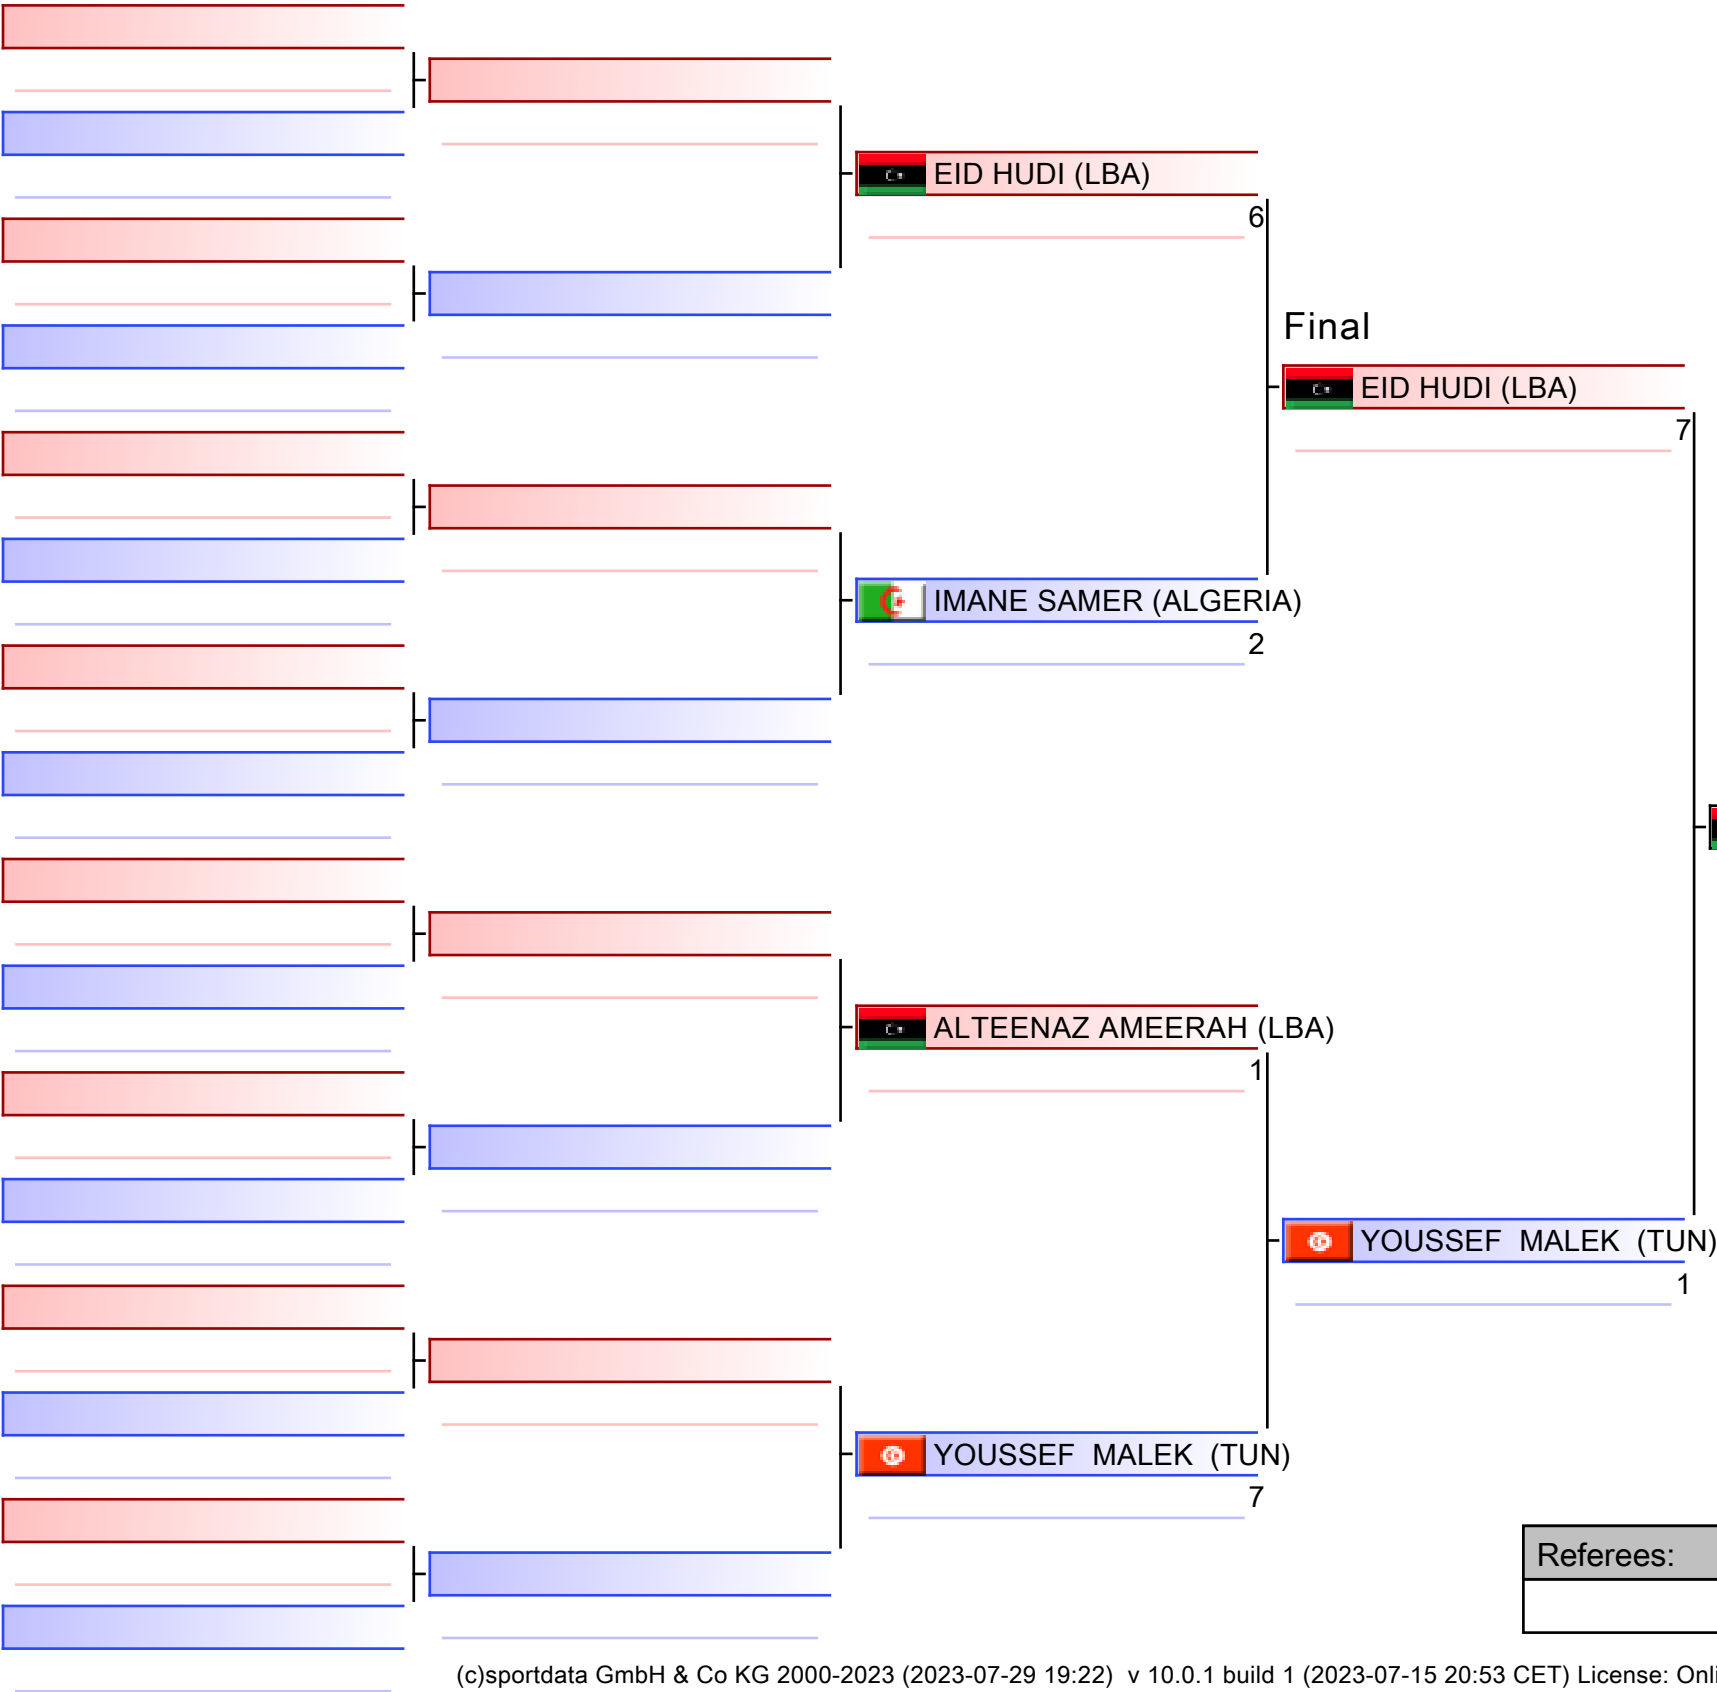 EID HUDI (LBA)
6
Final
EID HUDI (LBA)
7
IMANE SAMER (ALGERIA)
2
ALTEENAZ AMEERAH (LBA)
1
YOUSSEF MALEK (TUN)
1
YOUSSEF MALEK (TUN)
7
Referees:
(c)sportdata GmbH & Co KG 2000-2023 (2023-07-29 19:22) v 10.0.1 build 1 (2023-07-15 20:53 CET) License: